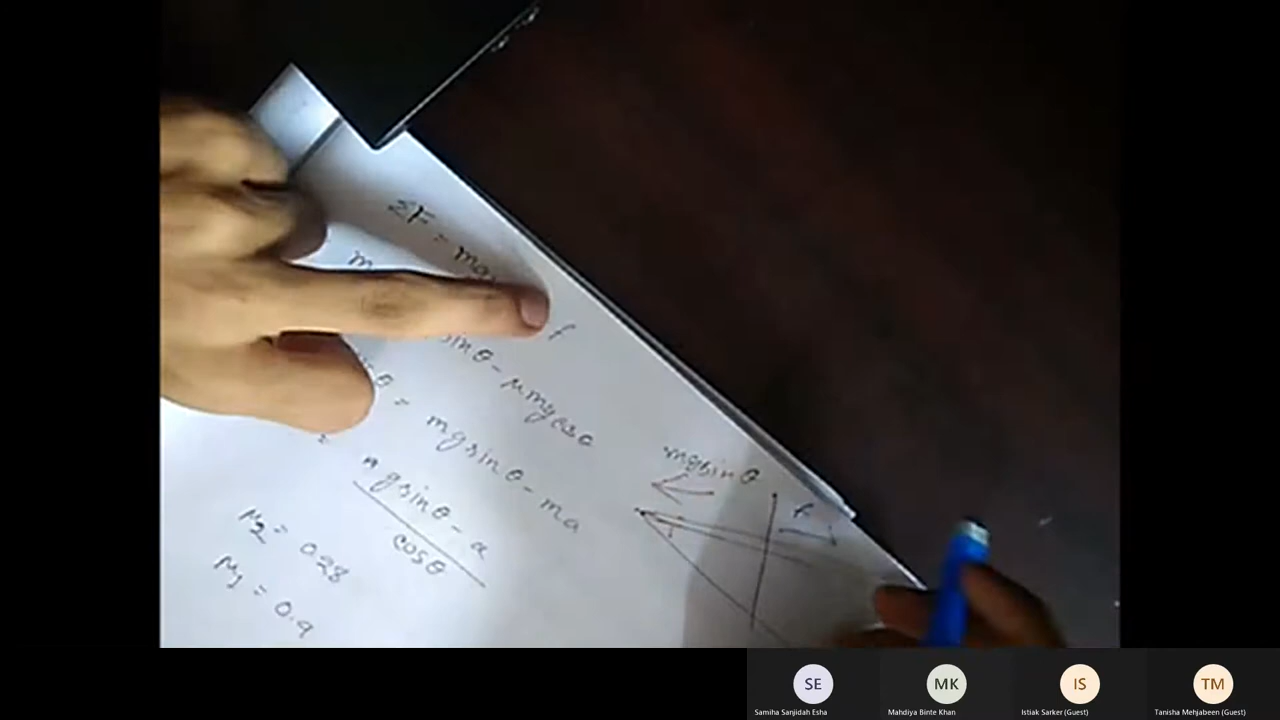 ΣF = ma
f
sinθ - μmgcosθ
= mgsinθ - ma
gsinθ - a
cosθ
μ2 = 0.28
μ1 = 0.9
mgsinθ
f
SE
MK
IS
TM
Samiha Sanjidah Esha
Mahdiya Binte Khan
Istiak Sarker (Guest)
Tanisha Mehjabeen (Guest)